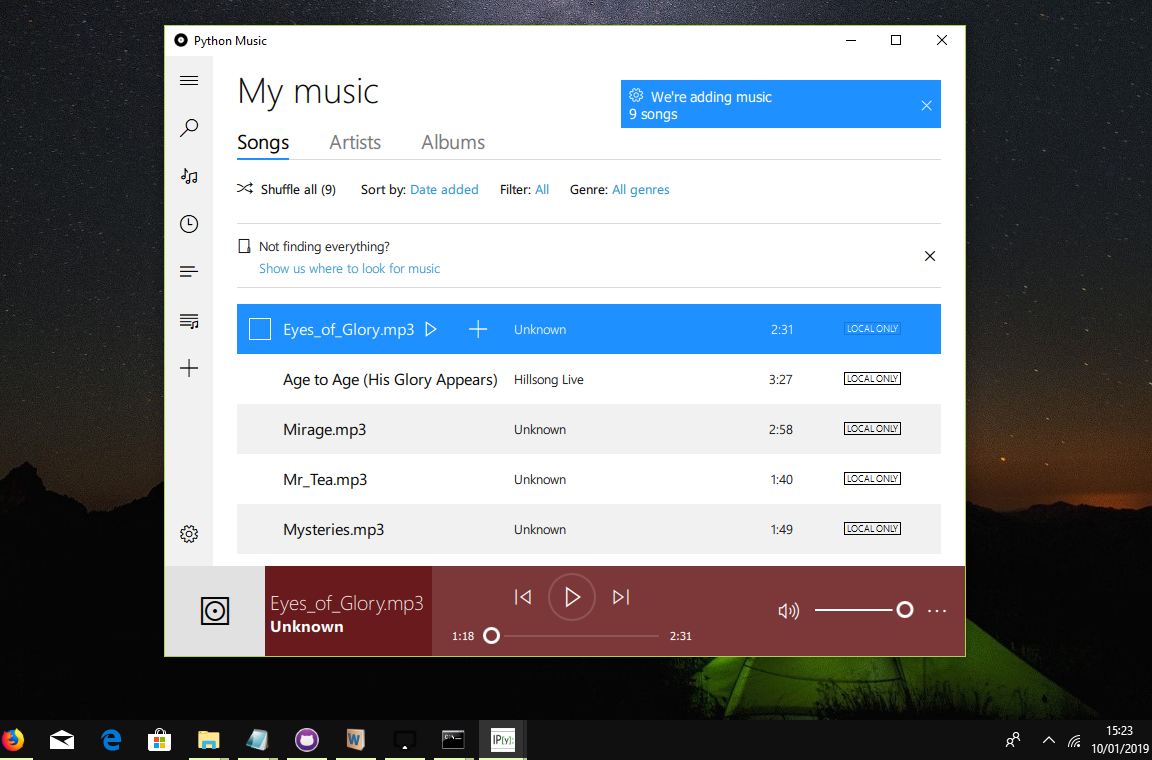 Python Music
My music
We're adding music
9 songs
Songs Artists Albums
Shuffle all (9) Sort by: Date added Filter: All Genre: All genres
Not finding everything?
Show us where to look for music
Eyes_of_Glory.mp3 Unknown 2:31 LOCAL ONLY
Age to Age (His Glory Appears) Hillsong Live 3:27 LOCAL ONLY
Mirage.mp3 Unknown 2:58 LOCAL ONLY
Mr_Tea.mp3 Unknown 1:40 LOCAL ONLY
Mysteries.mp3 Unknown 1:49 LOCAL ONLY
Eyes_of_Glory.mp3
Unknown
1:18 2:31
W IP[y]: 15:23
10/01/2019